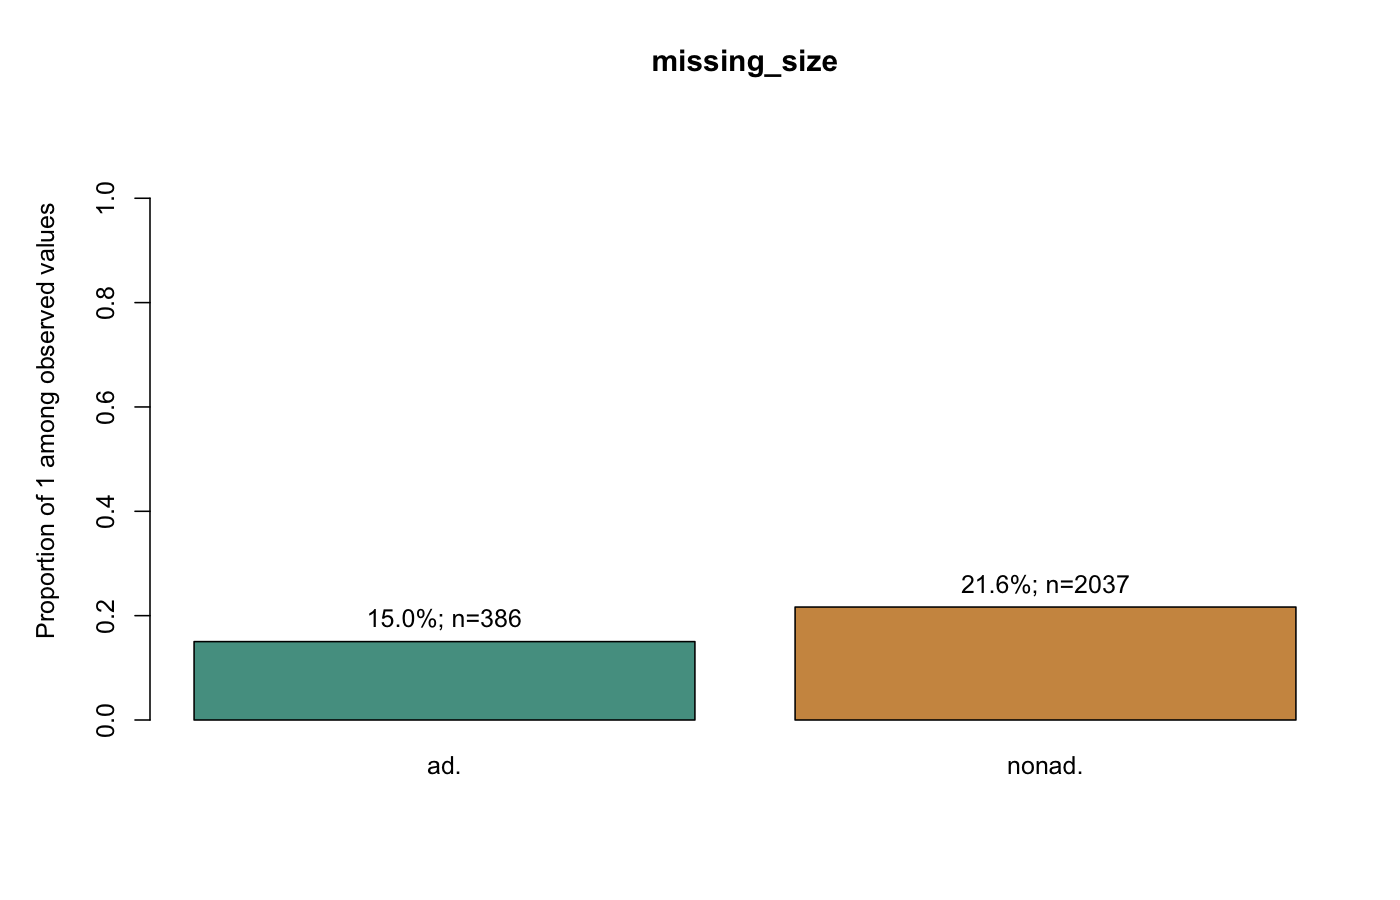 missing_size
Proportion of 1 among observed values
1.0
0.8
0.6
0.4
0.2
0.0
15.0%; n=386
21.6%; n=2037
ad.
nonad.